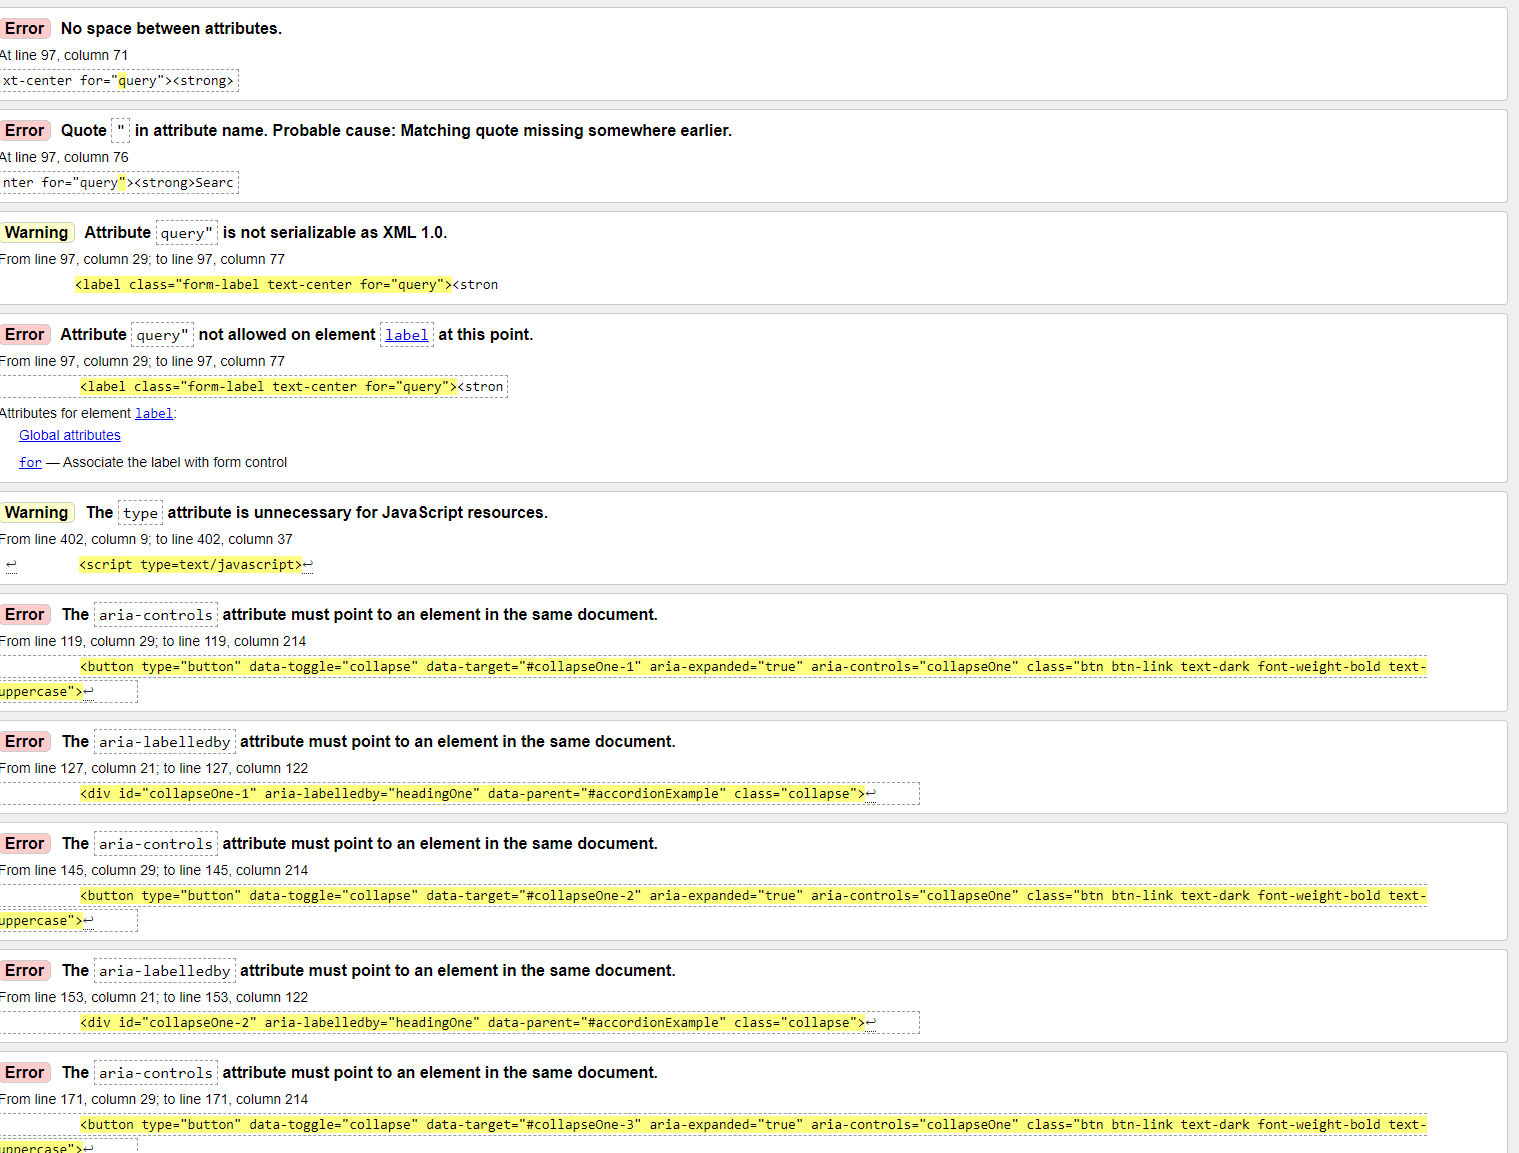 Error No space between attributes.
At line 97, column 71
xt-center for="query"><strong>
Error Quote " in attribute name. Probable cause: Matching quote missing somewhere earlier.
At line 97, column 76
nter for="query"><strong>Searc
Warning Attribute query" is not serializable as XML 1.0.
From line 97, column 29; to line 97, column 77
<label class="form-label text-center for="query"><stron
Error Attribute query" not allowed on element label at this point.
From line 97, column 29; to line 97, column 77
<label class="form-label text-center for="query"><stron
Attributes for element label:
Global attributes
for — Associate the label with form control
Warning The type attribute is unnecessary for JavaScript resources.
From line 402, column 9; to line 402, column 37
↩ <script type=text/javascript>↩
Error The aria-controls attribute must point to an element in the same document.
From line 119, column 29; to line 119, column 214
<button type="button" data-toggle="collapse" data-target="#collapseOne-1" aria-expanded="true" aria-controls="collapseOne" class="btn btn-link text-dark font-weight-bold text-
uppercase">↩
Error The aria-labelledby attribute must point to an element in the same document.
From line 127, column 21; to line 127, column 122
<div id="collapseOne-1" aria-labelledby="headingOne" data-parent="#accordionExample" class="collapse">↩
Error The aria-controls attribute must point to an element in the same document.
From line 145, column 29; to line 145, column 214
<button type="button" data-toggle="collapse" data-target="#collapseOne-2" aria-expanded="true" aria-controls="collapseOne" class="btn btn-link text-dark font-weight-bold text-
uppercase">↩
Error The aria-labelledby attribute must point to an element in the same document.
From line 153, column 21; to line 153, column 122
<div id="collapseOne-2" aria-labelledby="headingOne" data-parent="#accordionExample" class="collapse">↩
Error The aria-controls attribute must point to an element in the same document.
From line 171, column 29; to line 171, column 214
<button type="button" data-toggle="collapse" data-target="#collapseOne-3" aria-expanded="true" aria-controls="collapseOne" class="btn btn-link text-dark font-weight-bold text-
uppercase">↩